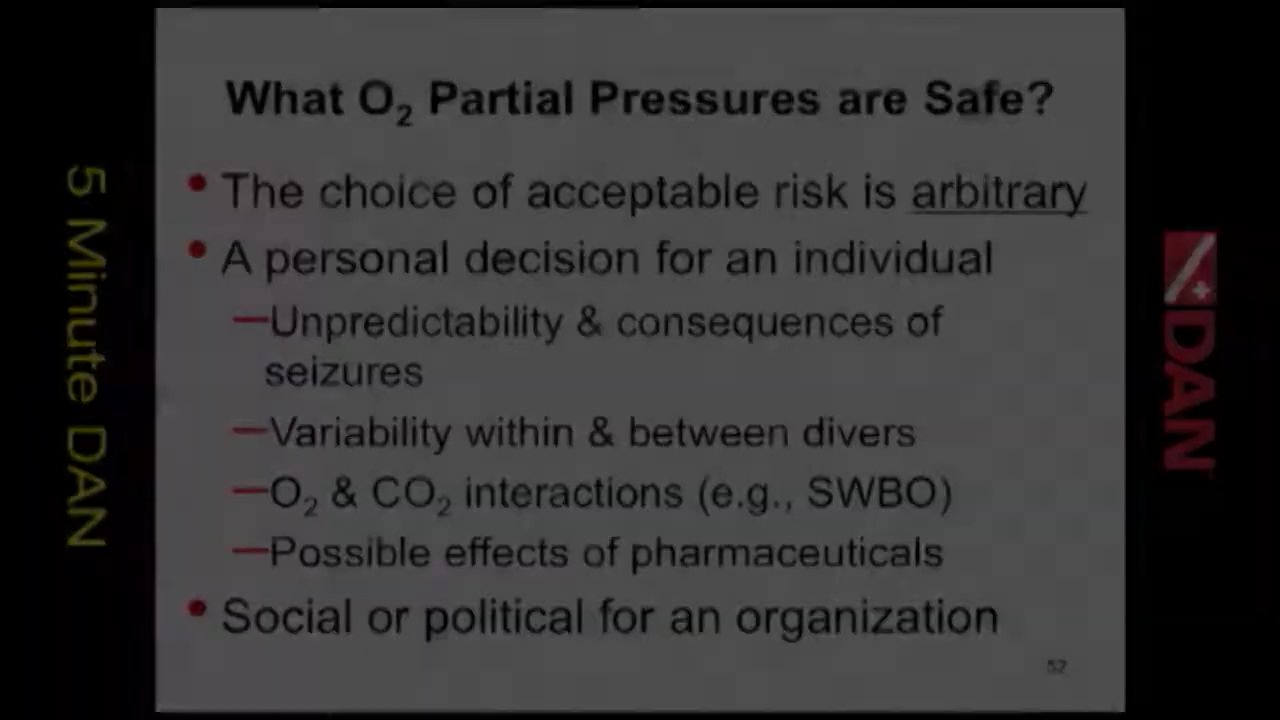 5 Minute DAN
What O₂ Partial Pressures are Safe?
• The choice of acceptable risk is arbitrary
• A personal decision for an individual
—Unpredictability & consequences of
seizures
—Variability within & between divers
—O₂ & CO₂ interactions (e.g., SWBO)
—Possible effects of pharmaceuticals
• Social or political for an organization
52
DAN